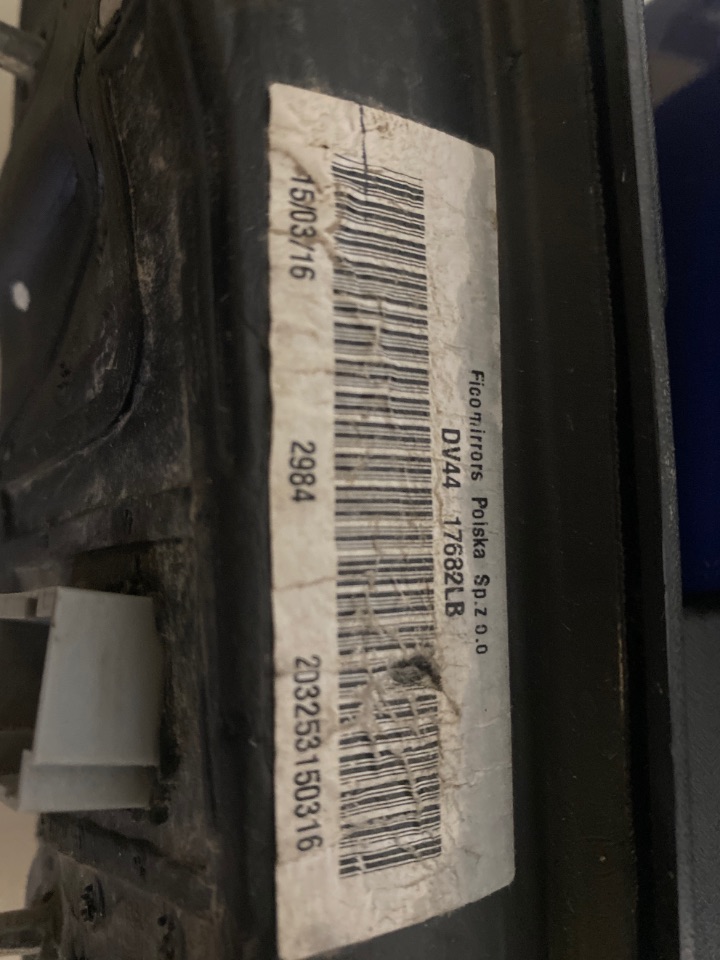 Ficomirrors Polska Sp.z o.o
DV44 17682LB
15/03/16 2984 203253150316